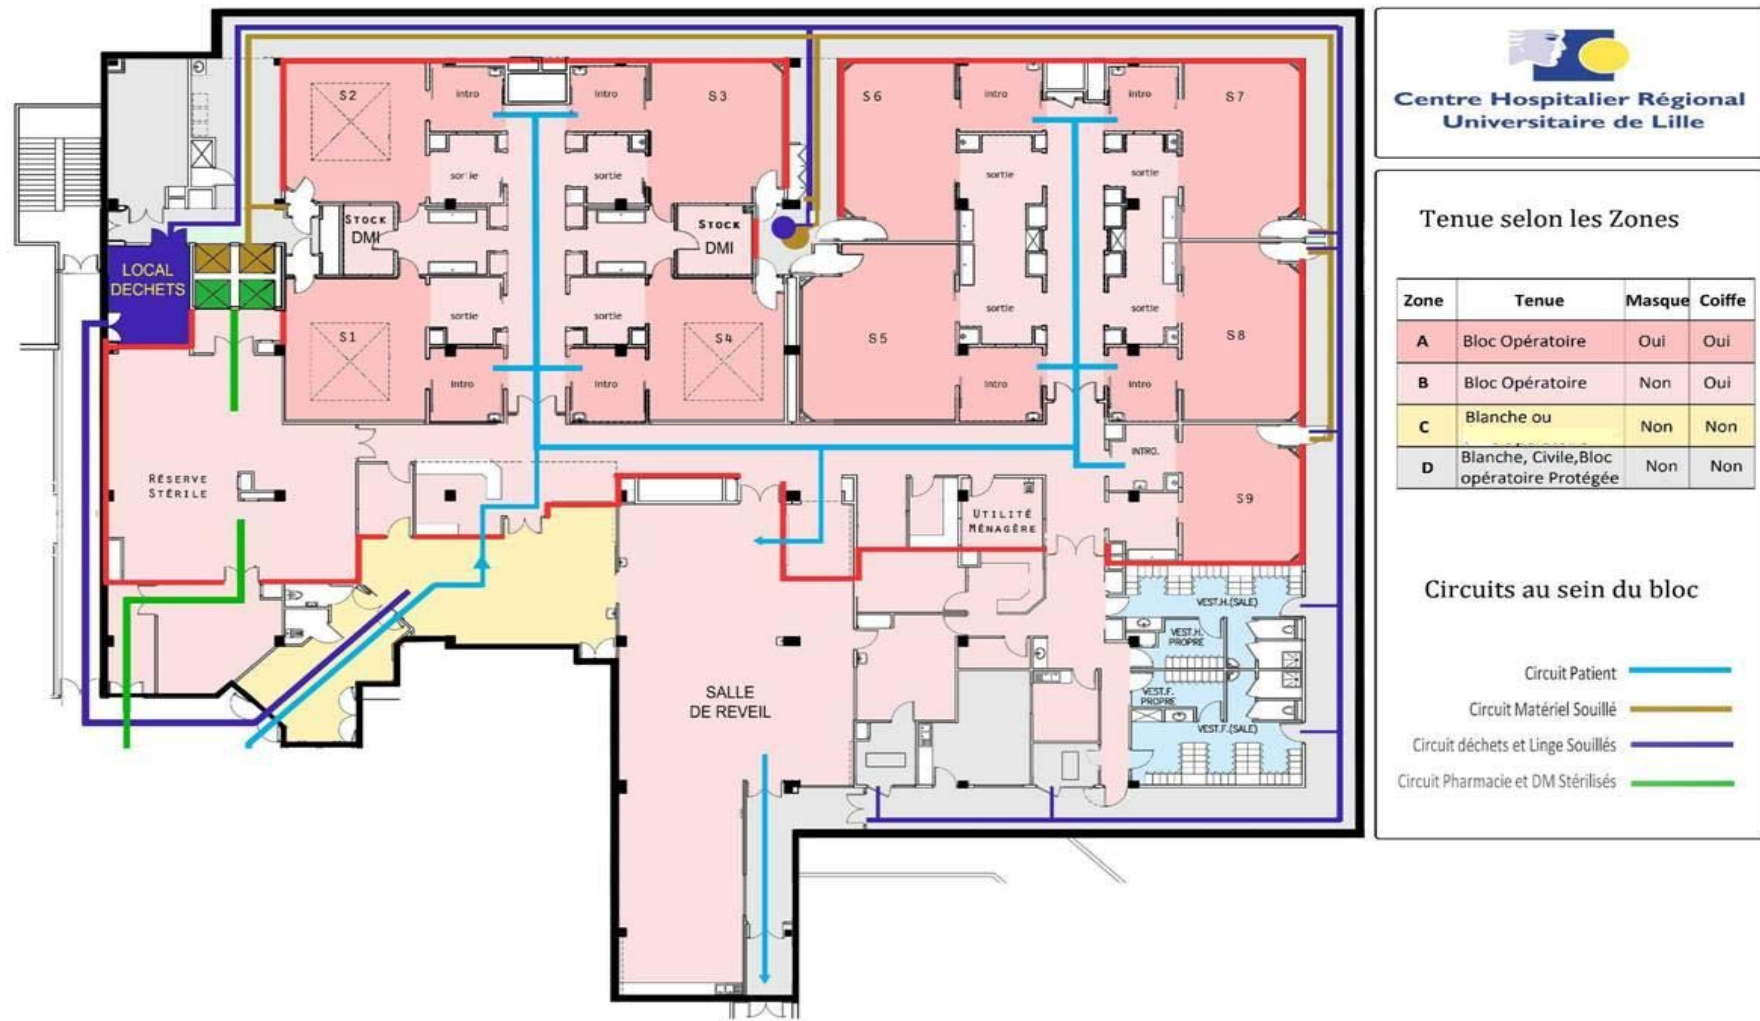 Centre Hospitalier Régional
Universitaire de Lille
Tenue selon les Zones
Zone Tenue Masque Coiffe
A Bloc Opératoire Oui Oui
B Bloc Opératoire Non Oui
C Blanche ou Non Non
D Blanche, Civile,Bloc
opératoire Protégée Non Non
Circuits au sein du bloc
Circuit Patient
Circuit Matériel Souillé
Circuit déchets et Linge Souillés
Circuit Pharmacie et DM Stérilisés
S2
Intro
Intro
S3
S6
Intro
Intro
S7
sortie
sortie
sortie
sortie
STOCK
DMI
STOCK
DMI
LOCAL
DECHETS
S1
sortie
sortie
S4
S5
sortie
sortie
S8
Intro
Intro
Intro
Intro
RÉSERVE
STÉRILE
INTRO.
S9
UTILITÉ
MÉNAGÈRE
SALLE
DE REVEIL
VEST.H.(SALE)
VEST.H.
PROPRE
VEST.F.
PROPRE
VEST.F.(SALE)